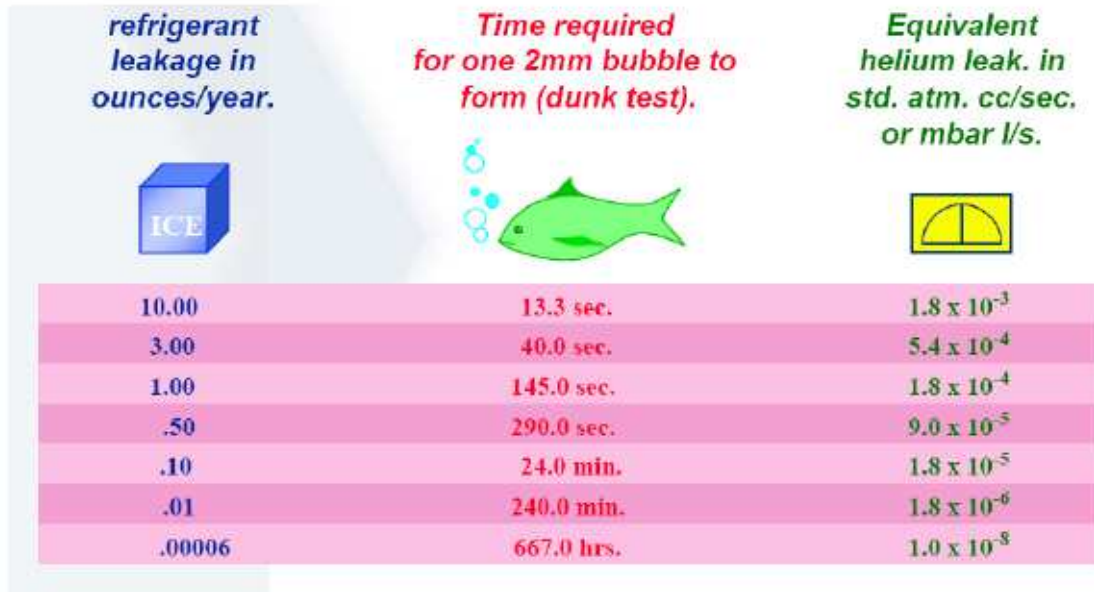 refrigerant
leakage in
ounces/year.
Time required
for one 2mm bubble to
form (dunk test).
Equivalent
helium leak. in
std. atm. cc/sec.
or mbar l/s.
ICE
10.00 13.3 sec. 1.8 x 10⁻³
3.00 40.0 sec. 5.4 x 10⁻⁴
1.00 145.0 sec. 1.8 x 10⁻⁴
.50 290.0 sec. 9.0 x 10⁻⁵
.10 24.0 min. 1.8 x 10⁻⁵
.01 240.0 min. 1.8 x 10⁻⁶
.00006 667.0 hrs. 1.0 x 10⁻⁸